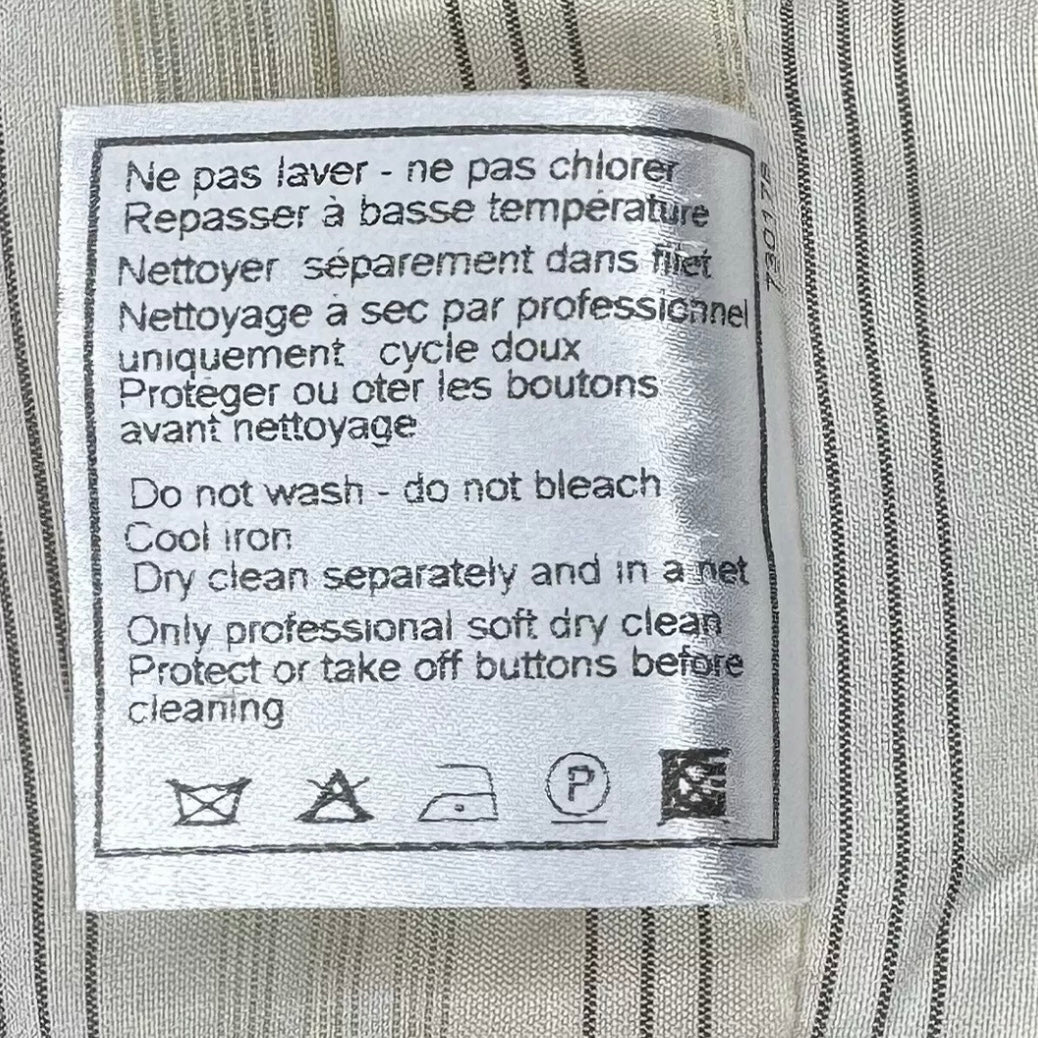 Ne pas laver - ne pas chlorer
Repasser à basse température
Nettoyer séparement dans filet
Nettoyage à sec par professionnel
uniquement cycle doux
Protéger ou oter les boutons
avant nettoyage
Do not wash - do not bleach
Cool iron
Dry clean separately and in a net
Only professional soft dry clean
Protect or take off buttons before
cleaning
P